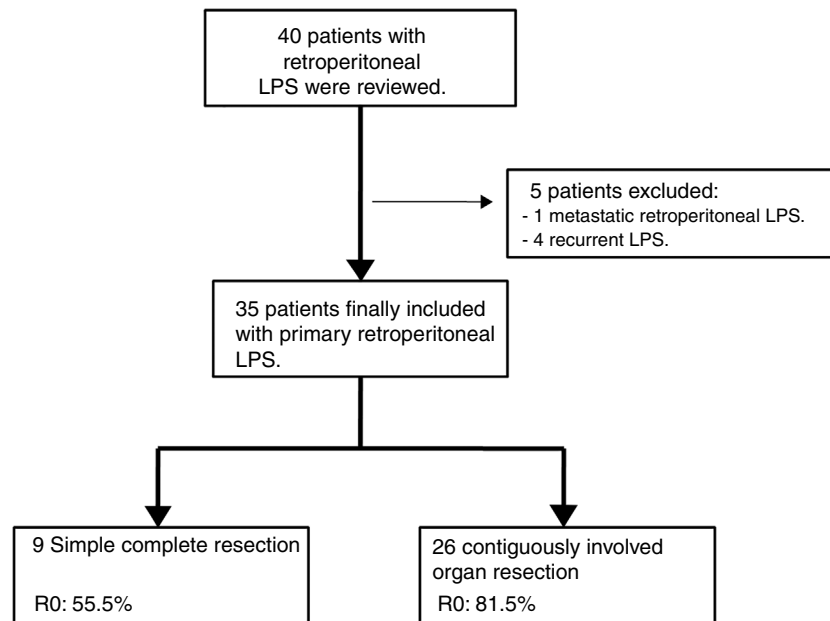 40 patients with
retroperitoneal
LPS were reviewed.
5 patients excluded:
- 1 metastatic retroperitoneal LPS.
- 4 recurrent LPS.
35 patients finally included
with primary retroperitoneal
LPS.
9 Simple complete resection
R0: 55.5%
26 contiguously involved
organ resection
R0: 81.5%